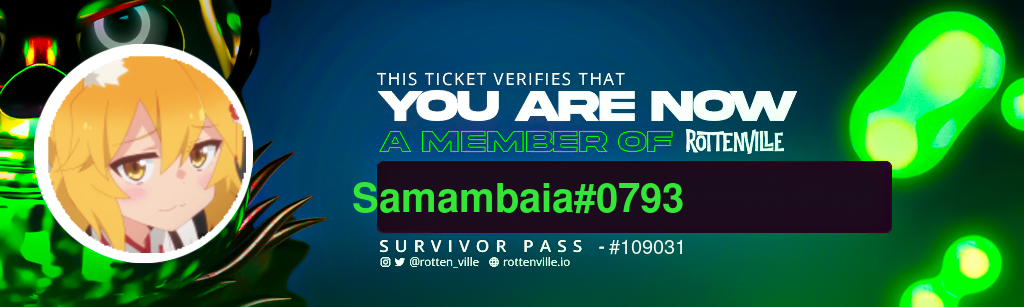 THIS TICKET VERIFIES THAT
YOU ARE NOW
A MEMBER OF ROTTENVILLE
Samambaia#0793
SURVIVOR PASS - #109031
@rotten_ville rottenville.io